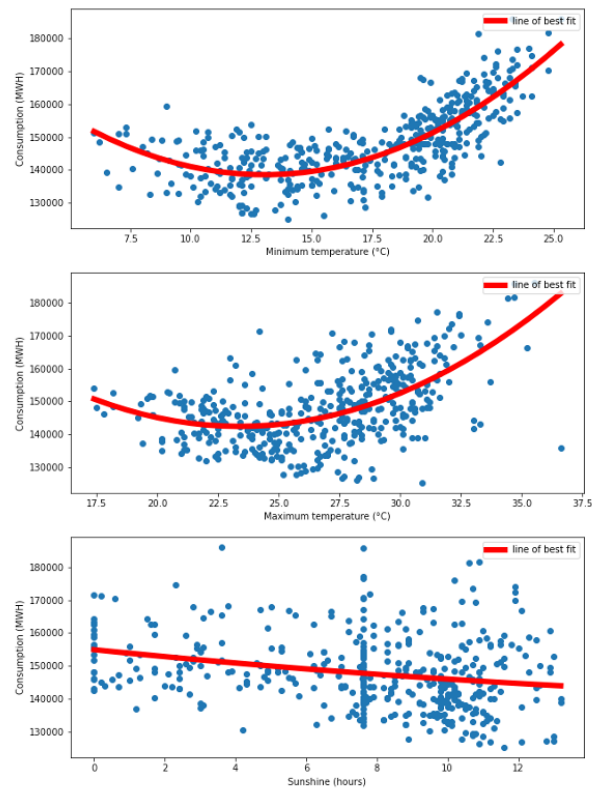 line of best fit
180000
170000
160000
150000
140000
130000
Consumption (MWH)
7.5 10.0 12.5 15.0 17.5 20.0 22.5 25.0
Minimum temperature (°C)
line of best fit
180000
170000
160000
150000
140000
130000
Consumption (MWH)
17.5 20.0 22.5 25.0 27.5 30.0 32.5 35.0 37.5
Maximum temperature (°C)
line of best fit
180000
170000
160000
150000
140000
130000
Consumption (MWH)
0 2 4 6 8 10 12
Sunshine (hours)